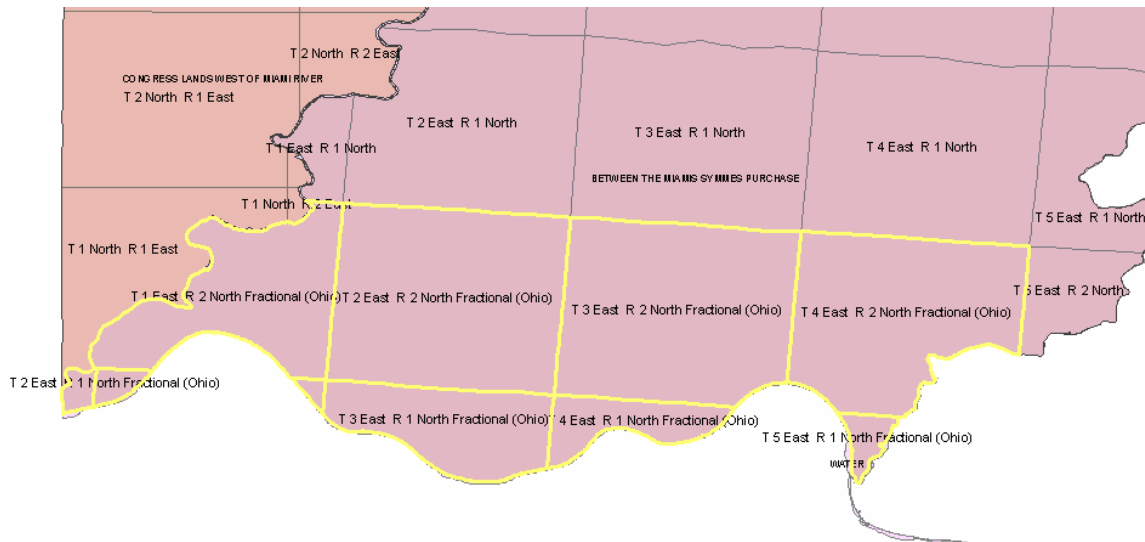 T 2 North R 2 East
CONGRESS LANDS WEST OF MIAMI RIVER
T 2 North R 1 East
T 2 East R 1 North
T 3 East R 1 North
T 4 East R 1 North
T 1 East R 1 North
BETWEEN THE MIAMIS SYMMES PURCHASE
T 1 North R 2 East
T 5 East R 1 North
T 1 North R 1 East
T 5 East R 2 North
T 1 East R 2 North Fractional (Ohio)
T 2 East R 2 North Fractional (Ohio)
T 3 East R 2 North Fractional (Ohio)
T 4 East R 2 North Fractional (Ohio)
T 2 East R 1 North Fractional (Ohio)
T 3 East R 1 North Fractional (Ohio)
T 4 East R 1 North Fractional (Ohio)
T 5 East R 1 North Fractional (Ohio)
WATER